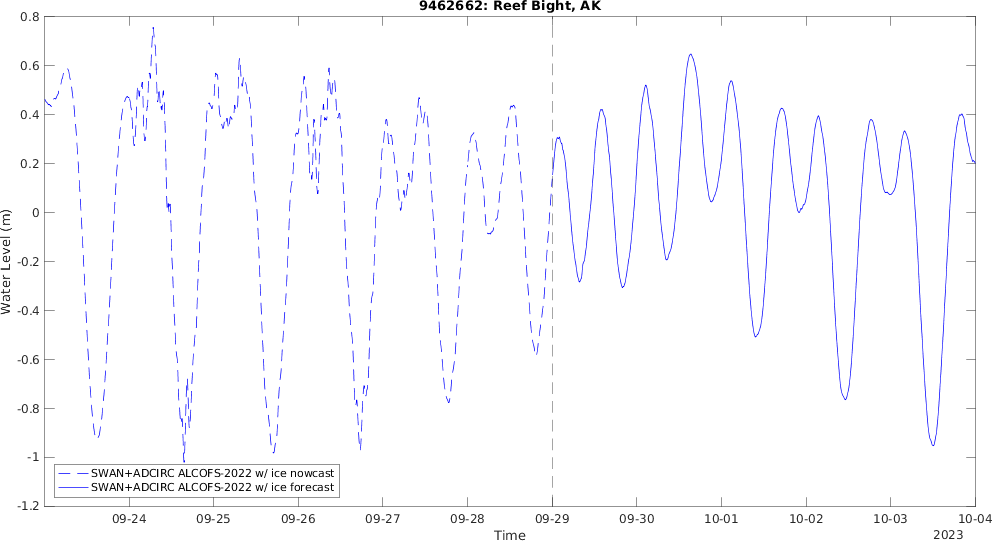 9462662: Reef Bight, AK
Water Level (m)
0.8
0.6
0.4
0.2
0
-0.2
-0.4
-0.6
-0.8
-1
-1.2
SWAN+ADCIRC ALCOFS-2022 w/ ice nowcast
SWAN+ADCIRC ALCOFS-2022 w/ ice forecast
09-24 09-25 09-26 09-27 09-28 09-29 09-30 10-01 10-02 10-03 10-04
Time
2023